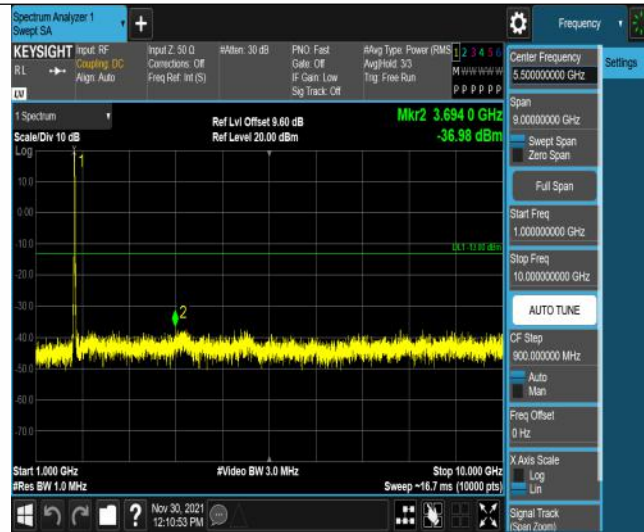 Spectrum Analyzer 1
Swept SA
+
Frequency
KEYSIGHT
RL
Input: RF
Coupling: DC
Align: Auto
Input Z: 50 Ω
Corrections: Off
Freq Ref: Int (S)
#Atten: 30 dB
PNO: Fast
Gate: Off
IF Gain: Low
Sig Track: Off
#Avg Type: Power (RMS
Avg|Hold: 3/3
Trig: Free Run
1 2 3 4 5 6
M W W W W W
P P P P P P
LXI
1 Spectrum
Scale/Div 10 dB
Log
Ref Lvl Offset 9.60 dB
Ref Level 20.00 dBm
Mkr2 3.694 0 GHz
-36.98 dBm
1
10.0
0.00
-10.0
DL1 -13.00 dBm
-20.0
-30.0
2
-40.0
-50.0
-60.0
-70.0
Start 1.000 GHz
#Res BW 1.0 MHz
#Video BW 3.0 MHz
Stop 10.000 GHz
Sweep ~16.7 ms (10000 pts)
?
Nov 30, 2021
12:10:53 PM
Center Frequency
5.500000000 GHz
Settings
Span
9.00000000 GHz
Swept Span
Zero Span
Full Span
Start Freq
1.000000000 GHz
Stop Freq
10.000000000 GHz
AUTO TUNE
CF Step
900.000000 MHz
Auto
Man
Freq Offset
0 Hz
X Axis Scale
Log
Lin
Signal Track
(Span Zoom)